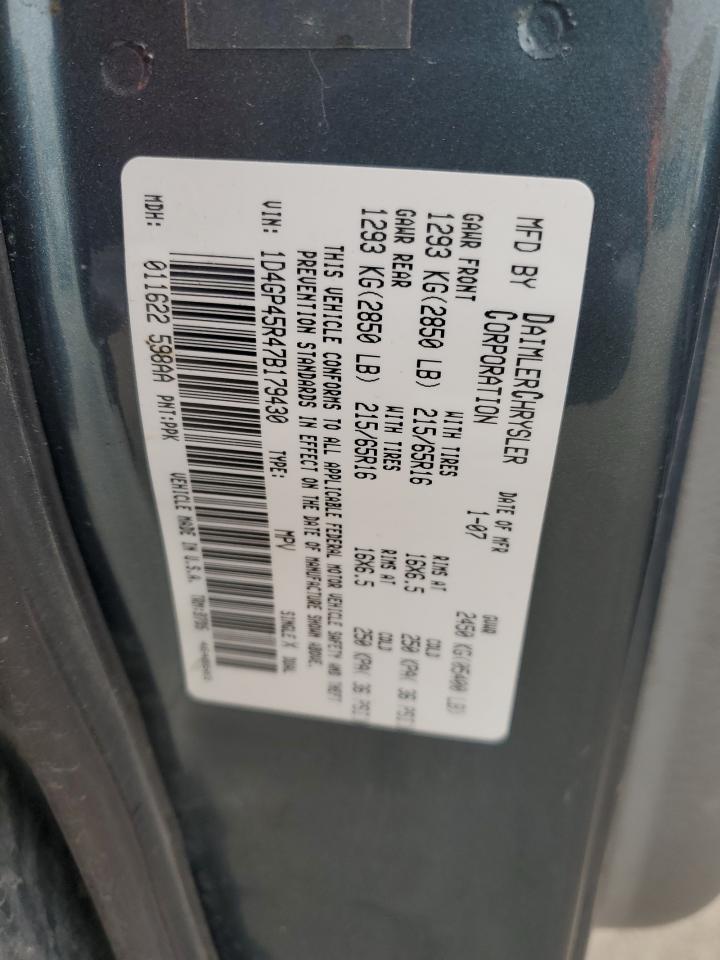 MFD BY DAIMLERCHRYSLER CORPORATION
DATE OF MFR 1-07
GVWR 2450 KG(05400 LB)
GAWR FRONT WITH TIRES RIMS AT COLD
1293 KG(2850 LB) 215/65R16 16X6.5 250 KPA( 36 PSI
GAWR REAR WITH TIRES RIMS AT COLD
1293 KG(2850 LB) 215/65R16 16X6.5 250 KPA( 36 PSI
THIS VEHICLE CONFORMS TO ALL APPLICABLE FEDERAL MOTOR VEHICLE SAFETY AND THEFT
PREVENTION STANDARDS IN EFFECT ON THE DATE OF MANUFACTURE SHOWN ABOVE.
VIN: 1D4GP45R47B179430 TYPE: MPV SINGLE X
MDH: 011622 598AA PNT:PPK VEHICLE MADE IN U.S.A.